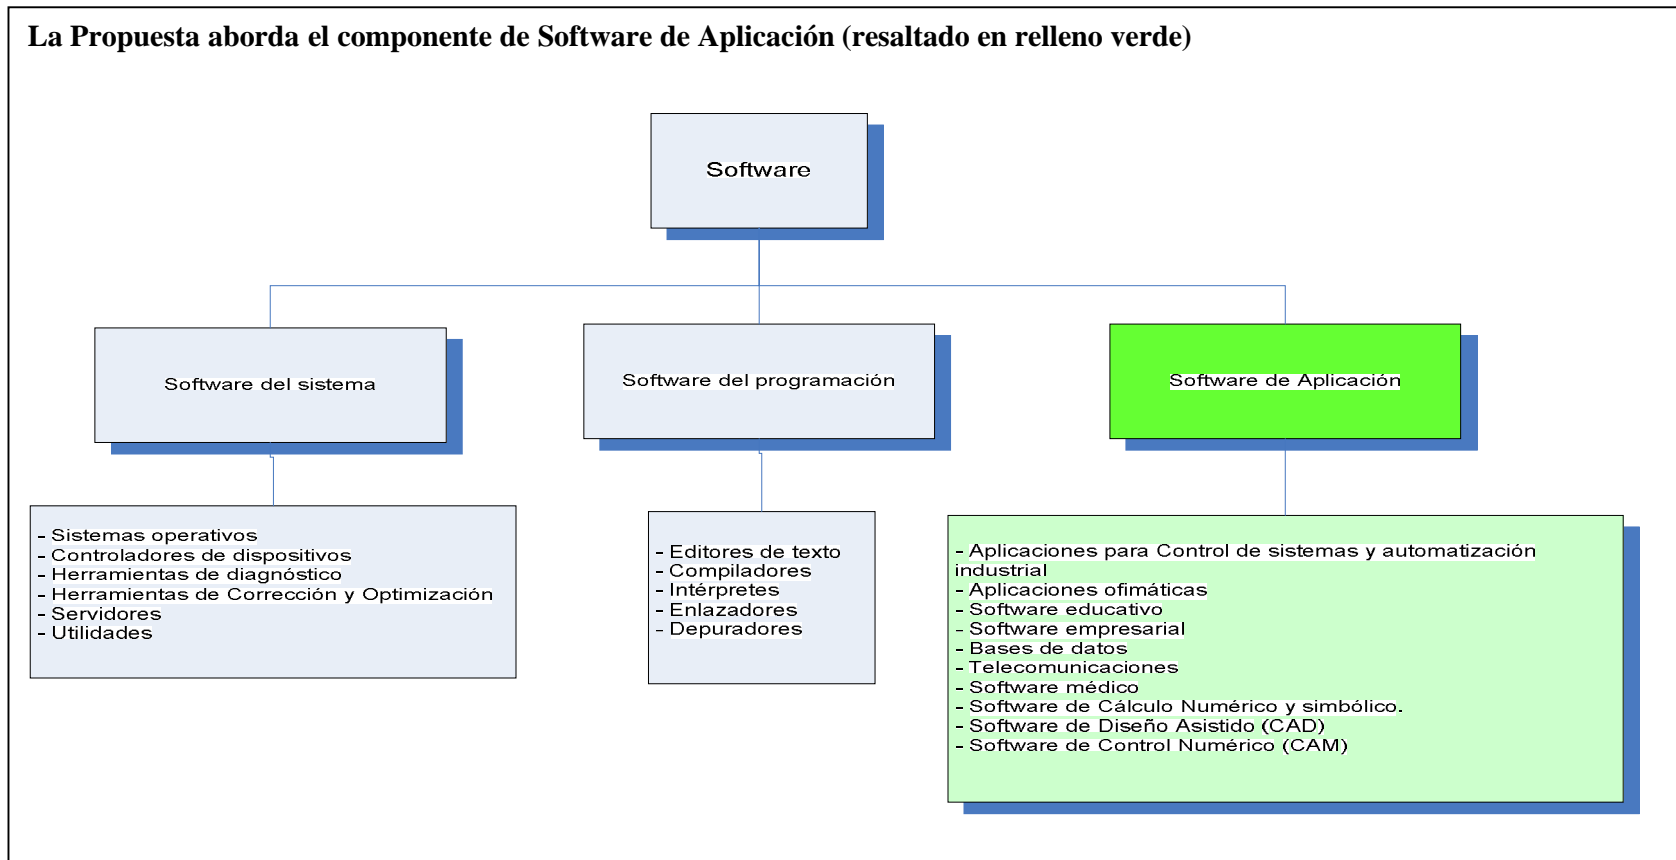 La Propuesta aborda el componente de Software de Aplicación (resaltado en relleno verde)
Software
Software del sistema
Software del programación
Software de Aplicación
- Sistemas operativos
- Controladores de dispositivos
- Herramientas de diagnóstico
- Herramientas de Corrección y Optimización
- Servidores
- Utilidades
- Editores de texto
- Compiladores
- Intérpretes
- Enlazadores
- Depuradores
- Aplicaciones para Control de sistemas y automatización
industrial
- Aplicaciones ofimáticas
- Software educativo
- Software empresarial
- Bases de datos
- Telecomunicaciones
- Software médico
- Software de Cálculo Numérico y simbólico.
- Software de Diseño Asistido (CAD)
- Software de Control Numérico (CAM)